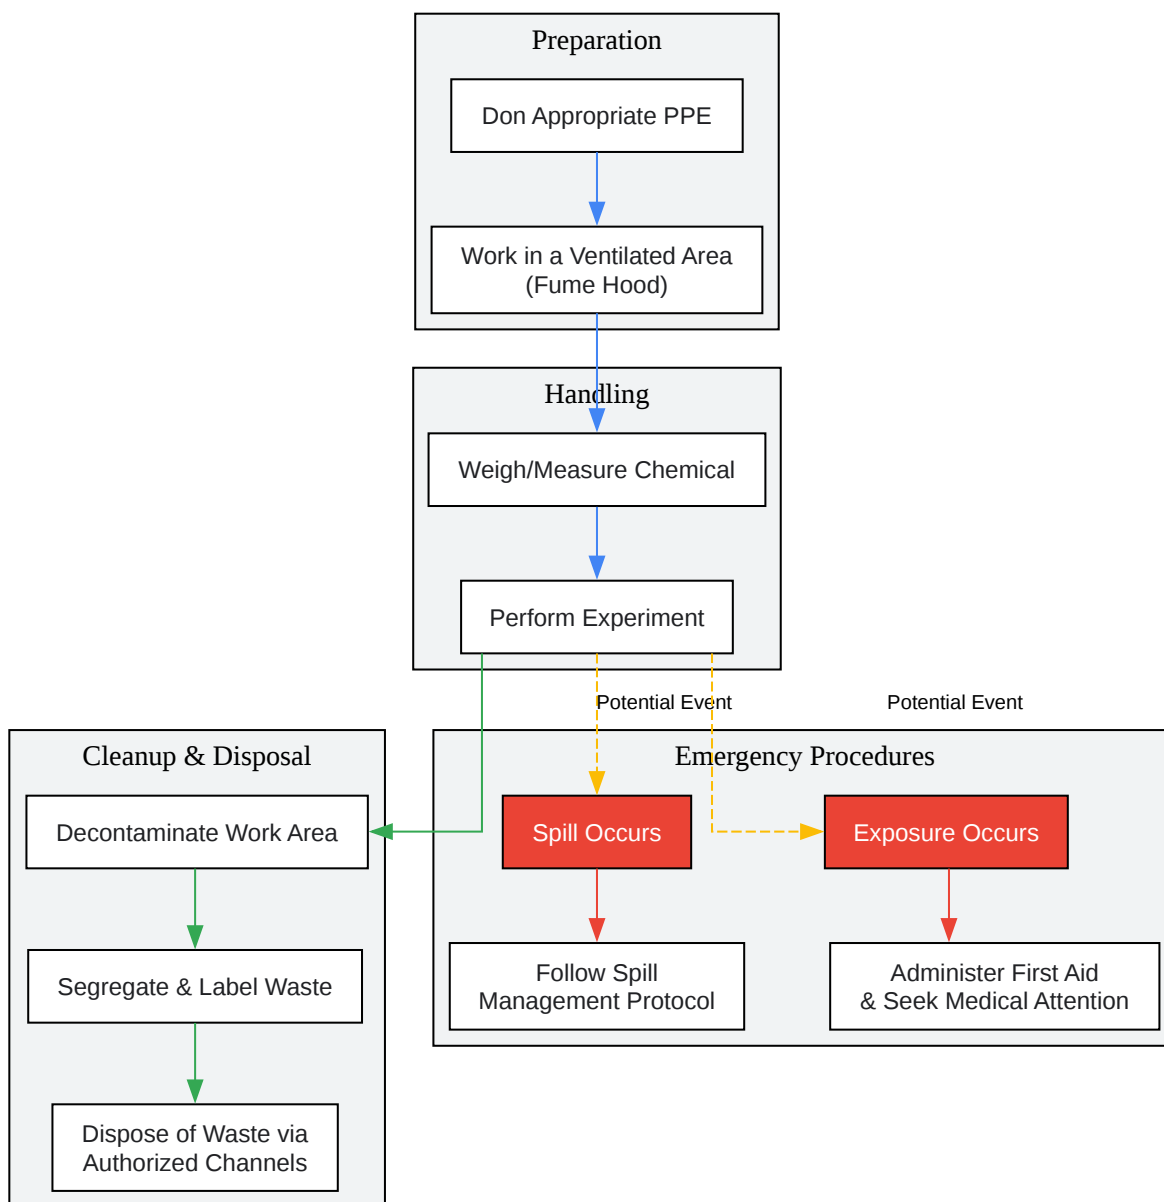 Preparation
Don Appropriate PPE
Work in a Ventilated Area
(Fume Hood)
Handling
Weigh/Measure Chemical
Perform Experiment
Potential Event
Potential Event
Cleanup & Disposal
Decontaminate Work Area
Segregate & Label Waste
Dispose of Waste via
Authorized Channels
Emergency Procedures
Spill Occurs
Exposure Occurs
Follow Spill
Management Protocol
Administer First Aid
& Seek Medical Attention